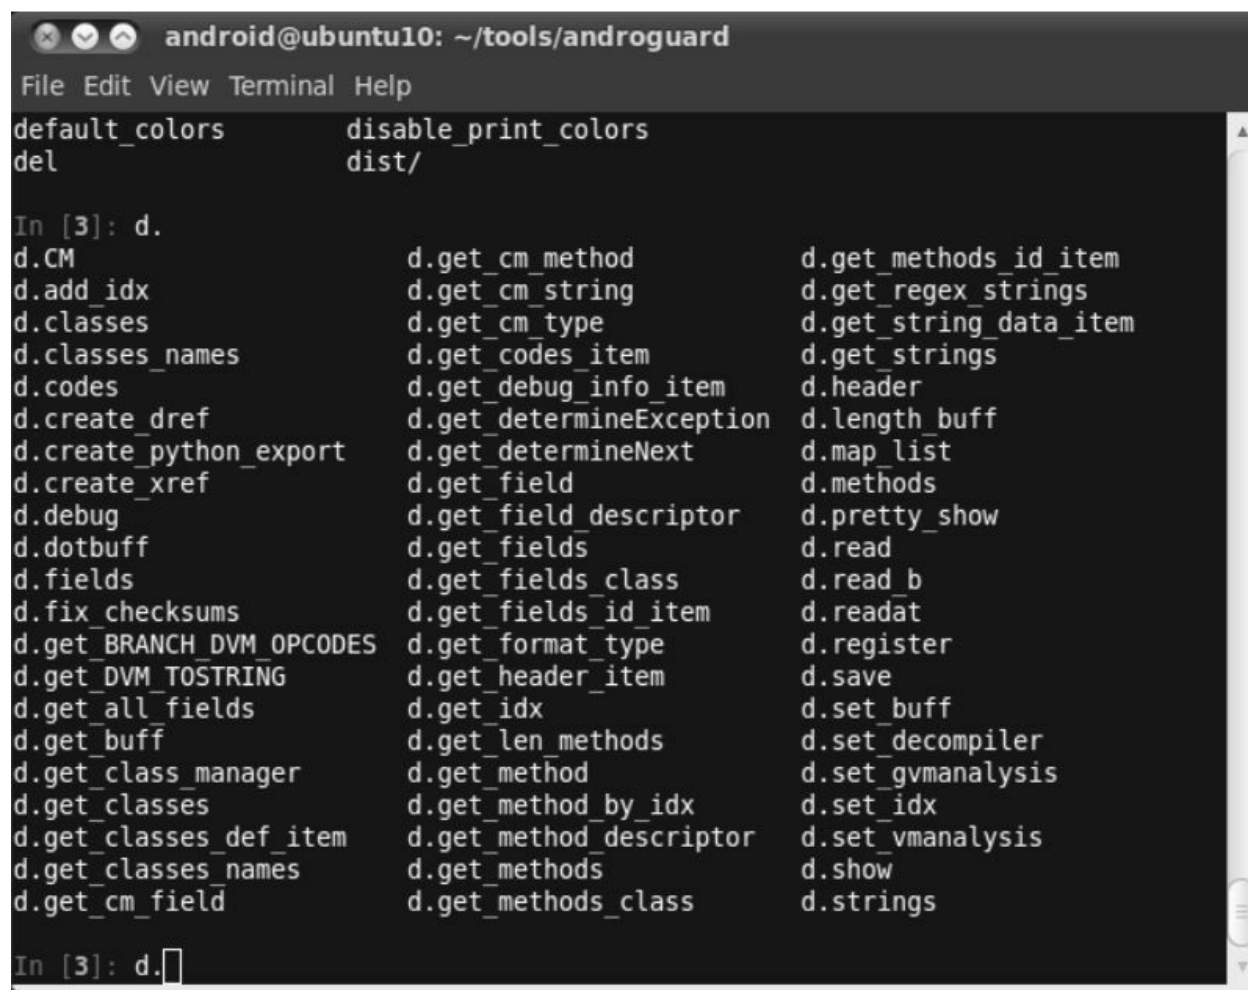 android@ubuntu10: ~/tools/androguard
File Edit View Terminal Help
default_colors disable_print_colors
del dist/
In [3]: d.
d.CM d.get_cm_method d.get_methods_id_item
d.add_idx d.get_cm_string d.get_regex_strings
d.classes d.get_cm_type d.get_string_data_item
d.classes_names d.get_codes_item d.get_strings
d.codes d.get_debug_info_item d.header
d.create_dref d.get_determineException d.length_buff
d.create_python_export d.get_determineNext d.map_list
d.create_xref d.get_field d.methods
d.debug d.get_field_descriptor d.pretty_show
d.dotbuff d.get_fields d.read
d.fields d.get_fields_class d.read_b
d.fix_checksums d.get_fields_id_item d.readat
d.get_BRANCH_DVM_OPCODES d.get_format_type d.register
d.get_DVM_TOSTRING d.get_header_item d.save
d.get_all_fields d.get_idx d.set_buff
d.get_buff d.get_len_methods d.set_decompiler
d.get_class_manager d.get_method d.set_gvmanalysis
d.get_classes d.get_method_by_idx d.set_idx
d.get_classes_def_item d.get_method_descriptor d.set_vmanalysis
d.get_classes_names d.get_methods d.show
d.get_cm_field d.get_methods_class d.strings
In [3]: d.